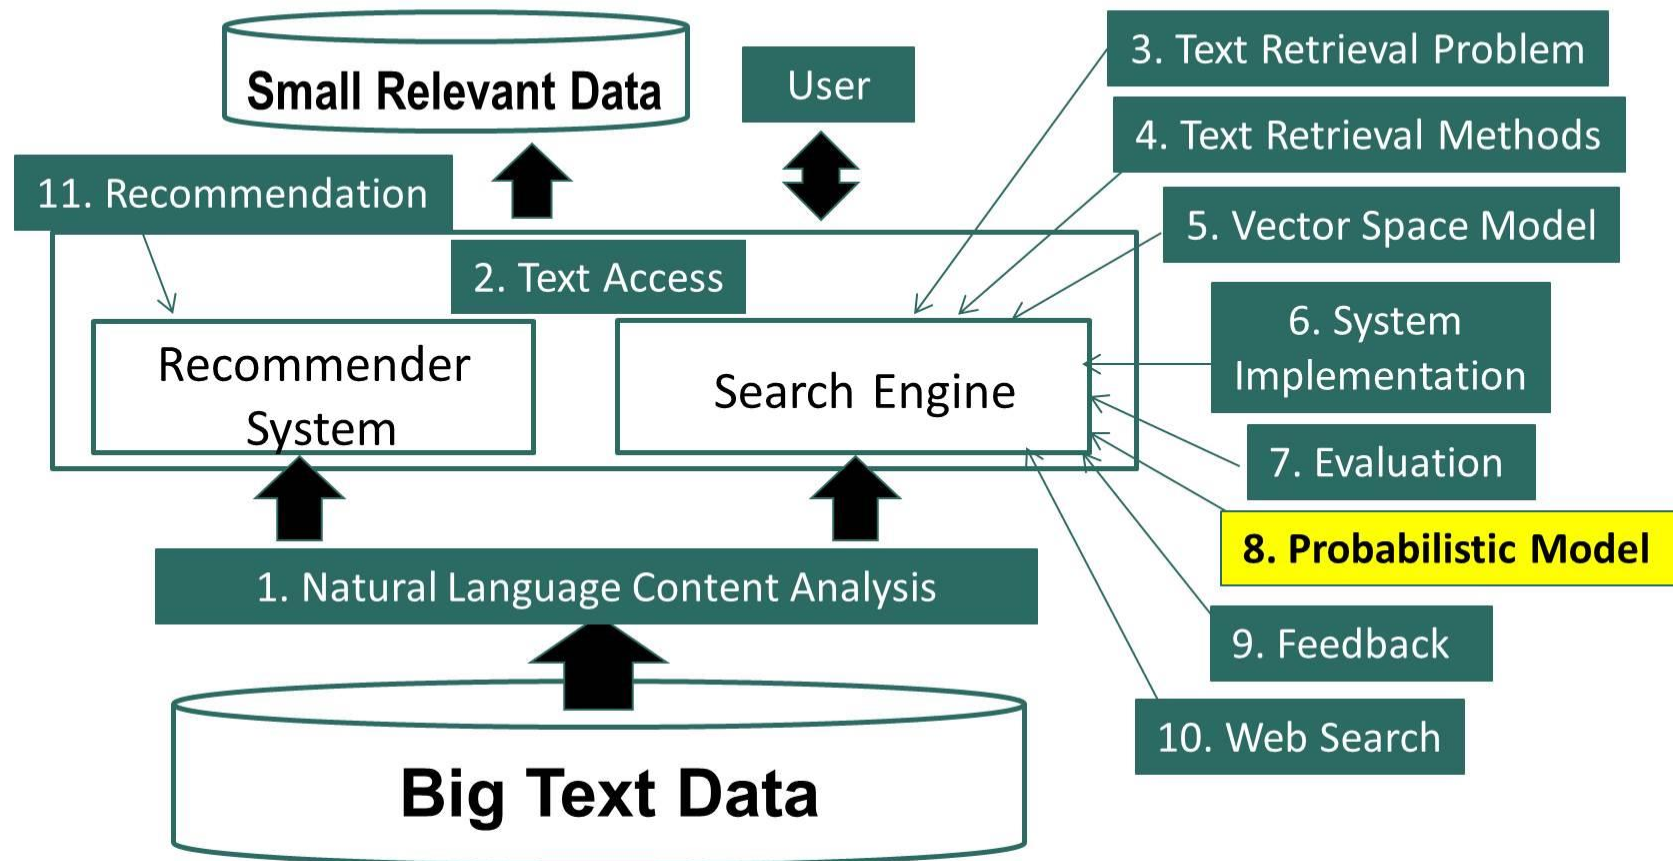 Small Relevant Data
User
3. Text Retrieval Problem
4. Text Retrieval Methods
11. Recommendation
5. Vector Space Model
2. Text Access
6. System
Implementation
Recommender
System
Search Engine
7. Evaluation
8. Probabilistic Model
1. Natural Language Content Analysis
9. Feedback
10. Web Search
Big Text Data